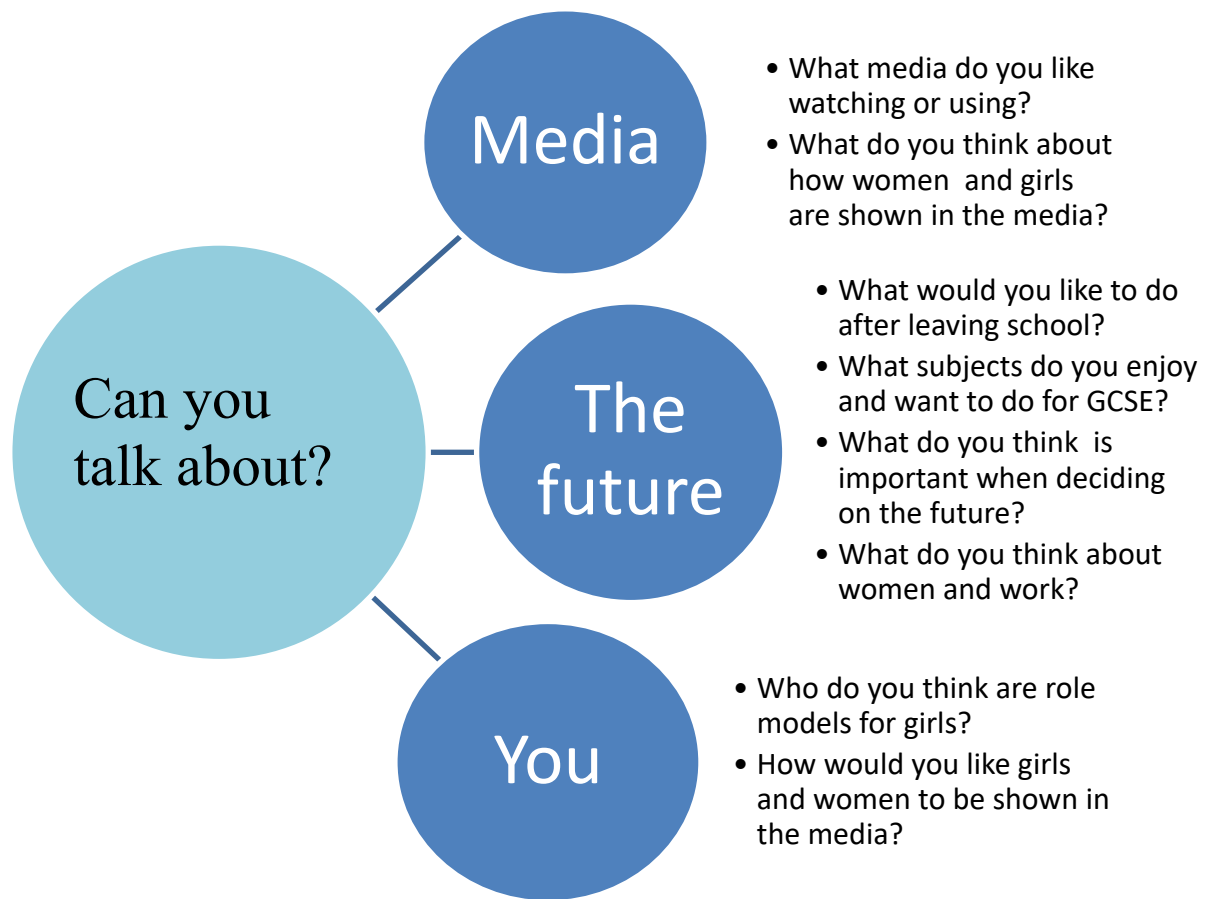 Can you
talk about?
Media
• What media do you like
watching or using?
• What do you think about
how women  and girls
are shown in the media?
The
future
• What would you like to do
after leaving school?
• What subjects do you enjoy
and want to do for GCSE?
• What do you think  is
important when deciding
on the future?
• What do you think about
women and work?
You
• Who do you think are role
models for girls?
• How would you like girls
and women to be shown in
the media?